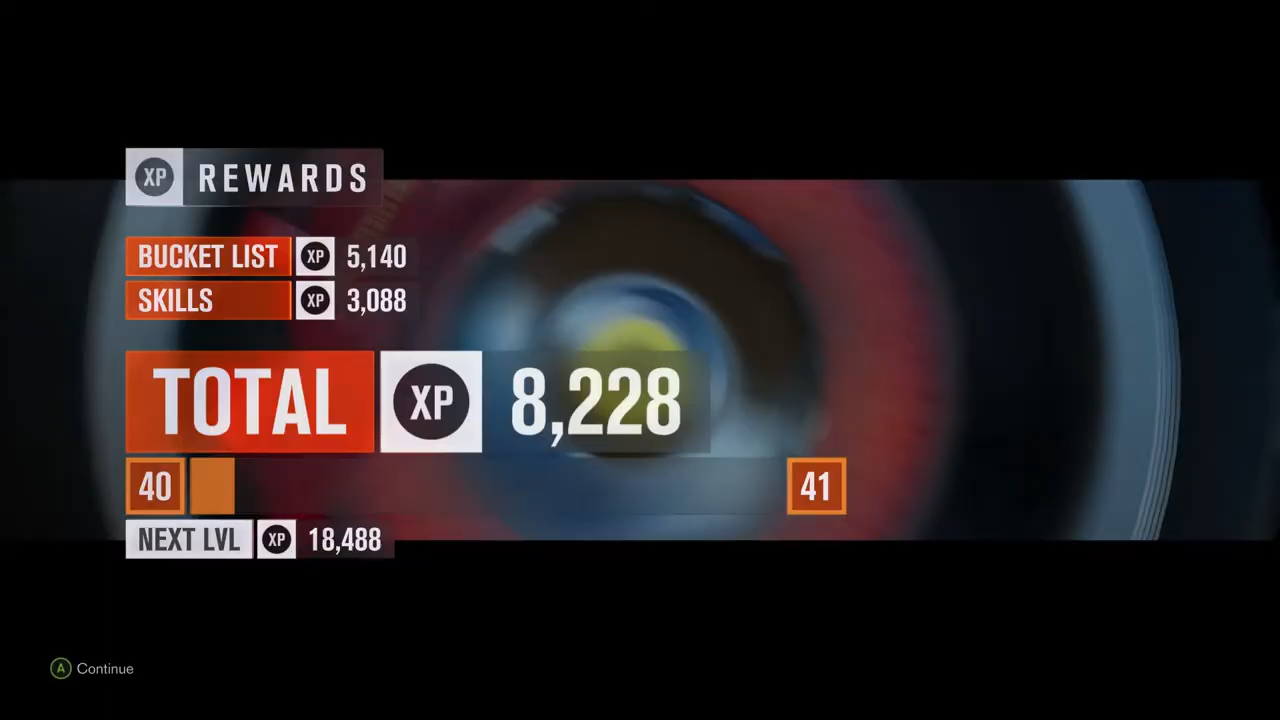 XP REWARDS
BUCKET LIST XP 5,140
SKILLS XP 3,088
TOTAL XP 8,228
40 41
NEXT LVL XP 18,488
A Continue